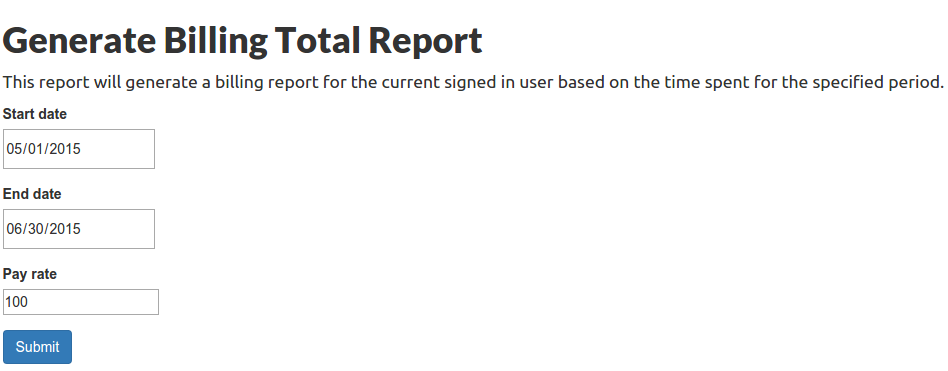 Generate Billing Total Report
This report will generate a billing report for the current signed in user based on the time spent for the specified period.
Start date
05/01/2015
End date
06/30/2015
Pay rate
100
Submit